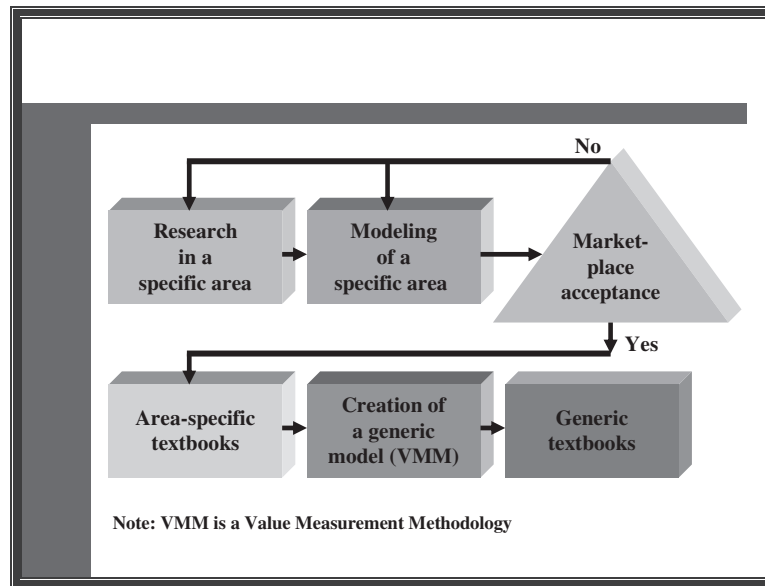 No
Research
in a
specific area
Modeling
of a
specific area
Market-
place
acceptance
Yes
Area-specific
textbooks
Creation of
a generic
model (VMM)
Generic
textbooks
Note: VMM is a Value Measurement Methodology